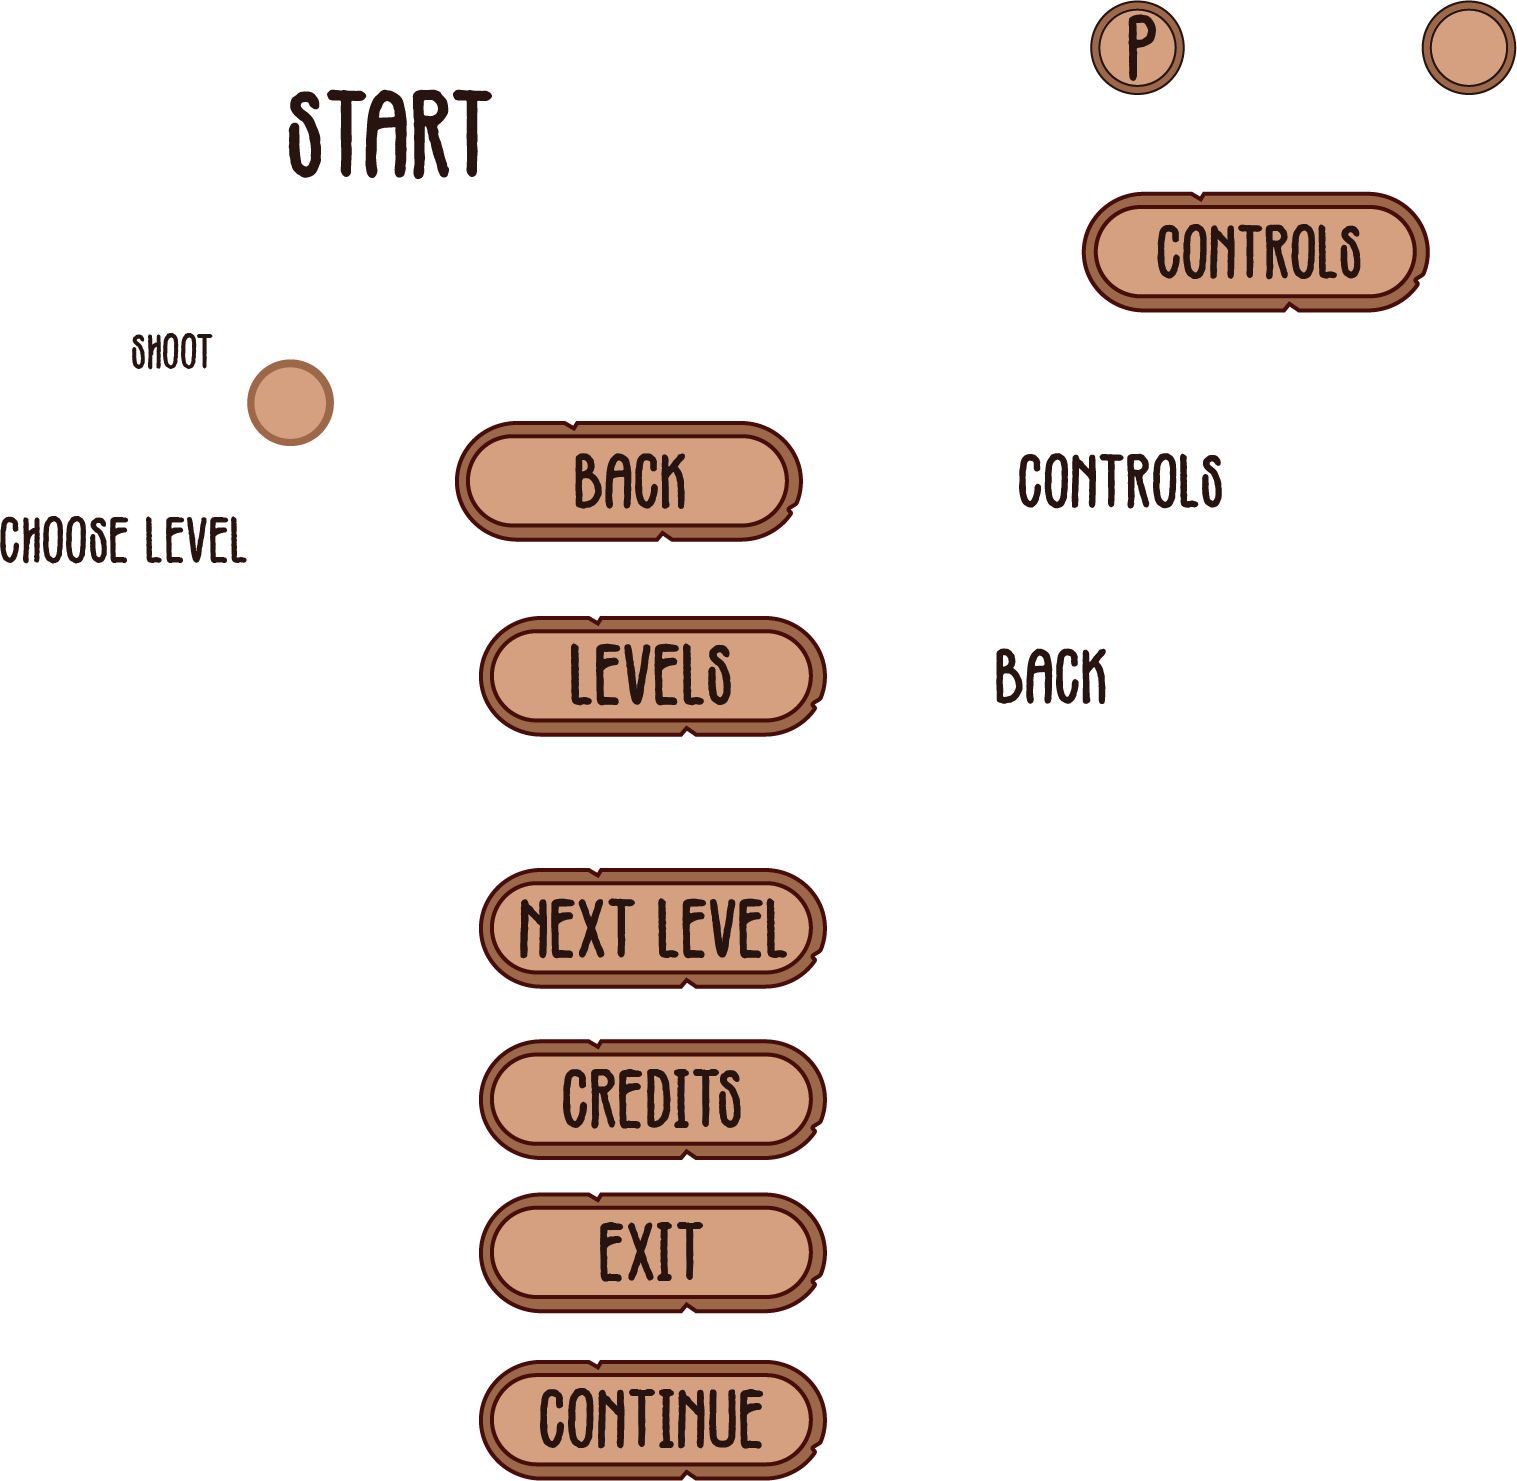 P
START
CONTROLS
SHOOT
BACK
CONTROLS
CHOOSE LEVEL
LEVELS
BACK
NEXT LEVEL
CREDITS
EXIT
CONTINUE